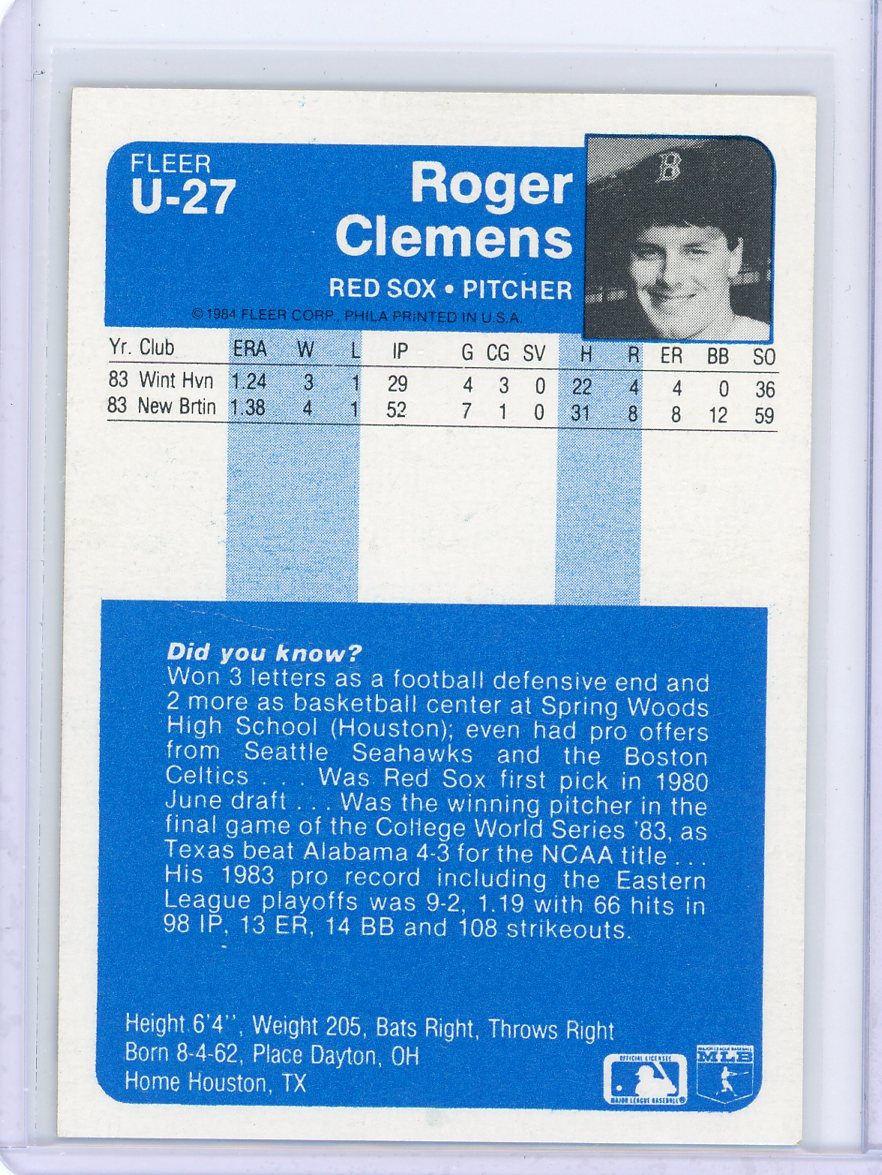 FLEER
U-27
Roger
Clemens
RED SOX • PITCHER
© 1984 FLEER CORP., PHILA PRINTED IN U.S.A.
B
Yr. Club ERA W L IP G CG SV H R ER BB SO
83 Wint Hvn 1.24 3 1 29 4 3 0 22 4 4 0 36
83 New Brtin 1.38 4 1 52 7 1 0 31 8 8 12 59
Did you know?
Won 3 letters as a football defensive end and
2 more as basketball center at Spring Woods
High School (Houston); even had pro offers
from Seattle Seahawks and the Boston
Celtics . . . Was Red Sox first pick in 1980
June draft . . . Was the winning pitcher in the
final game of the College World Series '83, as
Texas beat Alabama 4-3 for the NCAA title . . .
His 1983 pro record including the Eastern
League playoffs was 9-2, 1.19 with 66 hits in
98 IP, 13 ER, 14 BB and 108 strikeouts.
Height 6'4'', Weight 205, Bats Right, Throws Right
Born 8-4-62, Place Dayton, OH
Home Houston, TX
OFFICIAL LICENSEE
MAJOR LEAGUE BASEBALL®
MAJOR LEAGUE BASEBALL
MLB